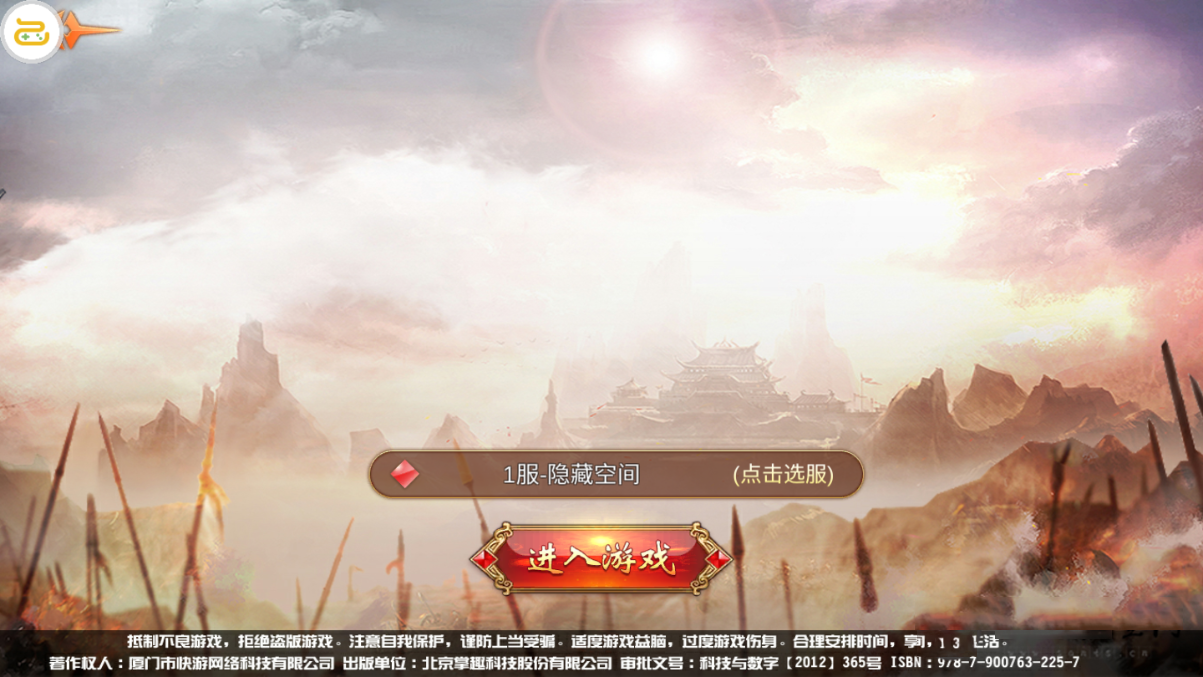 1服-隐藏空间 (点击选服)
进入游戏
抵制不良游戏，拒绝盗版游戏。注意自我保护，谨防上当受骗。适度游戏益脑，过度游戏伤身。合理安排时间，享
著作权人：厦门市快游网络科技有限公司 出版单位：北京掌趣科技股份有限公司 审批文号：科技与数字【2012】365号 ISBN：978-7-900763-225-7